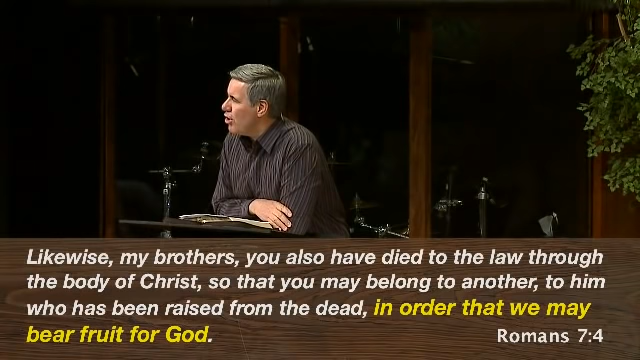 Likewise, my brothers, you also have died to the law through
the body of Christ, so that you may belong to another, to him
who has been raised from the dead, in order that we may
bear fruit for God.
Romans 7:4